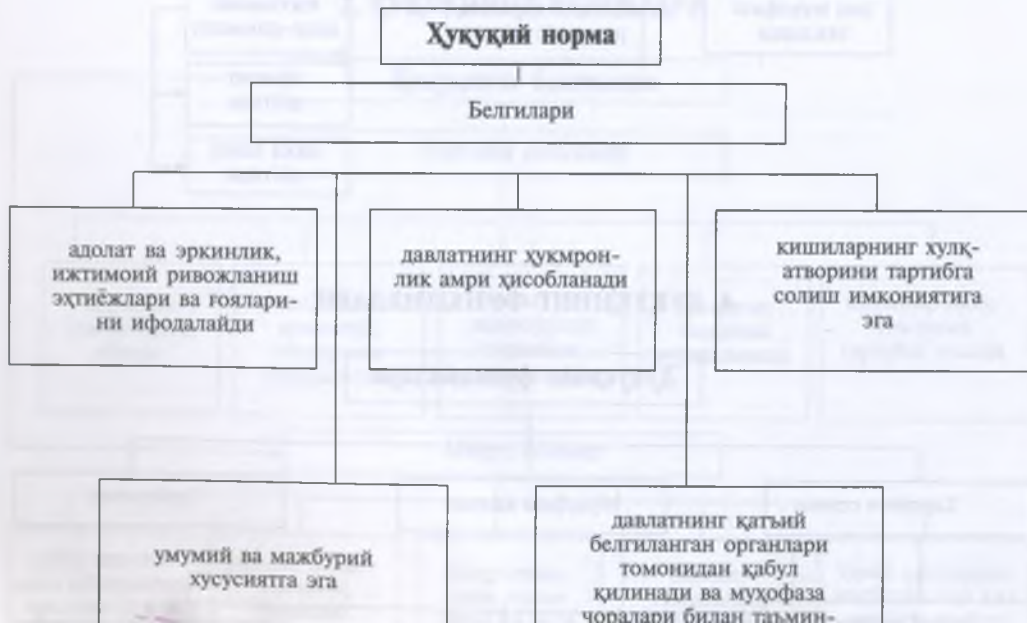 Ҳуқуқий норма
Белгилари
адолат ва эркинлик,
ижтимоий ривожланиш
эҳтиёжлари ва ғоялари-
ни ифодалайди
давлатнинг ҳукмрон-
лик амри ҳисобланади
кишиларнинг хулқ-
атворини тартибга
солиш имкониятига
эга
умумий ва мажбурий
хусусиятга эга
давлатнинг қатъий
белгиланган органлари
томонидан қабул
қилинади ва муҳофаза
чоралари билан таъмин-